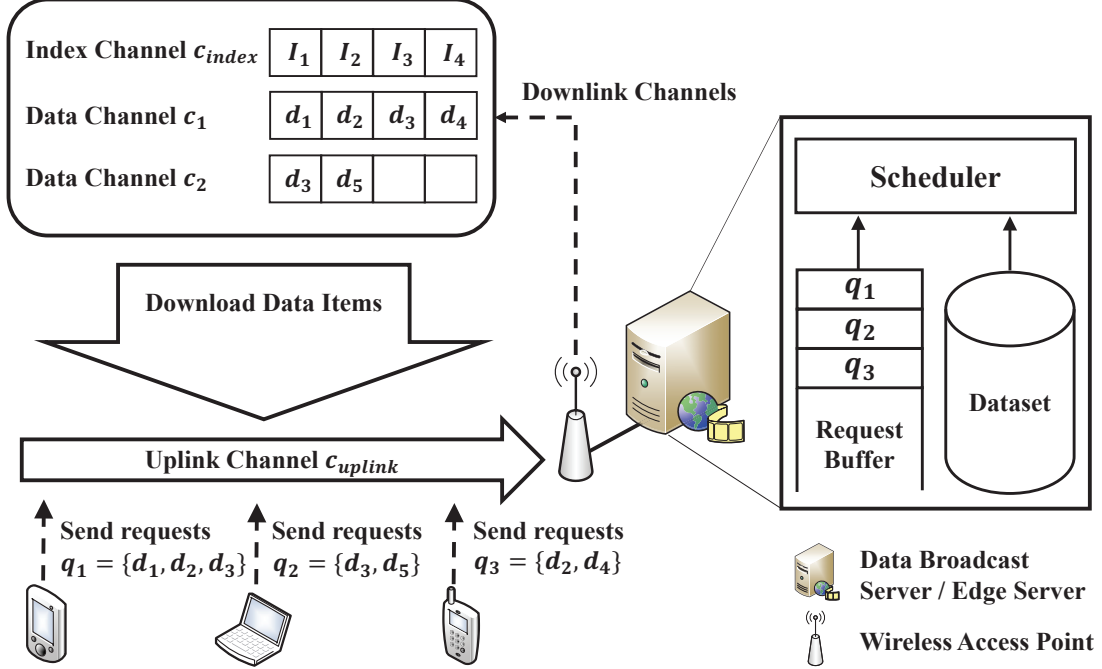 Index Channel c_index I_1 I_2 I_3 I_4
Data Channel c_1 d_1 d_2 d_3 d_4
Data Channel c_2 d_3 d_5
Downlink Channels
Download Data Items
Uplink Channel c_uplink
Send requests
q_1 = {d_1, d_2, d_3}
Send requests
q_2 = {d_3, d_5}
Send requests
q_3 = {d_2, d_4}
Scheduler
q_1
q_2
q_3
Request
Buffer
Dataset
Data Broadcast
Server / Edge Server
Wireless Access Point